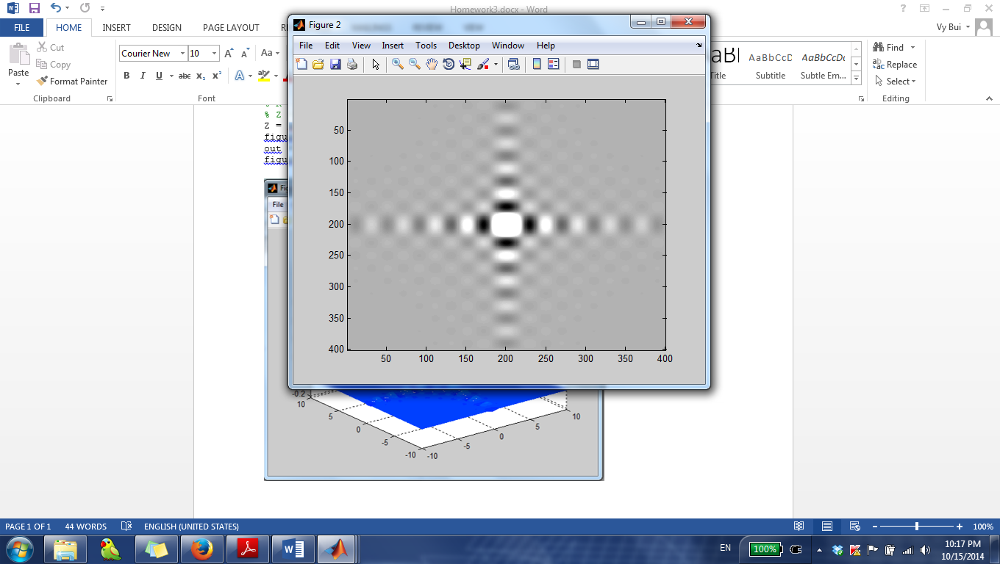 Homework3.docx - Word
FILE HOME INSERT DESIGN PAGE LAYOUT
Vy Bui
Cut
Copy
Format Painter
Paste
Clipboard
Courier New 10
Aa
B I U abc x₂ x²
A ab
Font
Title
AaBbCcD
Subtitle
AaBbCcDı
Subtle Em...
Find
Replace
Select
Editing
Figure 2
File Edit View Insert Tools Desktop Window Help
50
100
150
200
250
300
350
400
50 100 150 200 250 300 350 400
% Z
Z =
figu
out
figu
File
-0.2
10
5
0
-5
-10
-10
-5
0
5
10
PAGE 1 OF 1 44 WORDS ENGLISH (UNITED STATES)
100%
EN
100%
10:17 PM
10/15/2014